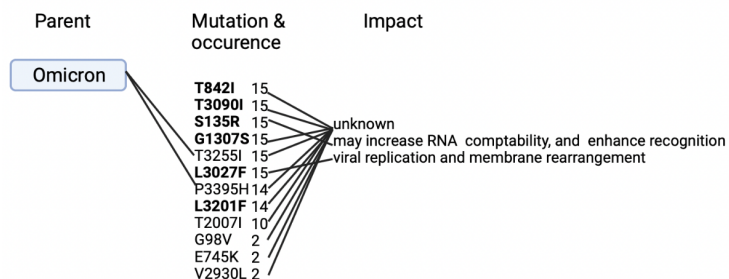 Parent Mutation & Impact
occurence
Omicron
T842I 15
T3090I 15
S135R 15
unknown
G1307S 15
may increase RNA comptability, and enhance recognition
T3255I 15
viral replication and membrane rearrangement
L3027F 15
P3395H 14
L3201F 14
T2007I 10
G98V 2
E745K 2
V2930L 2